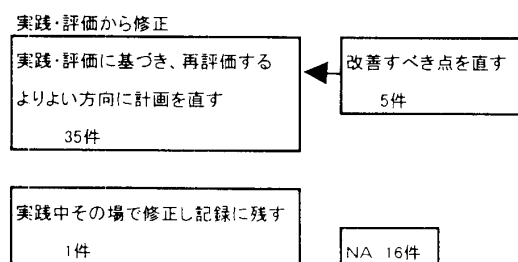 実践・評価から修正
実践・評価に基づき、再評価する
よりよい方向に計画を直す
35件
改善すべき点を直す
5件
実践中その場で修正し記録に残す
1件
NA 16件